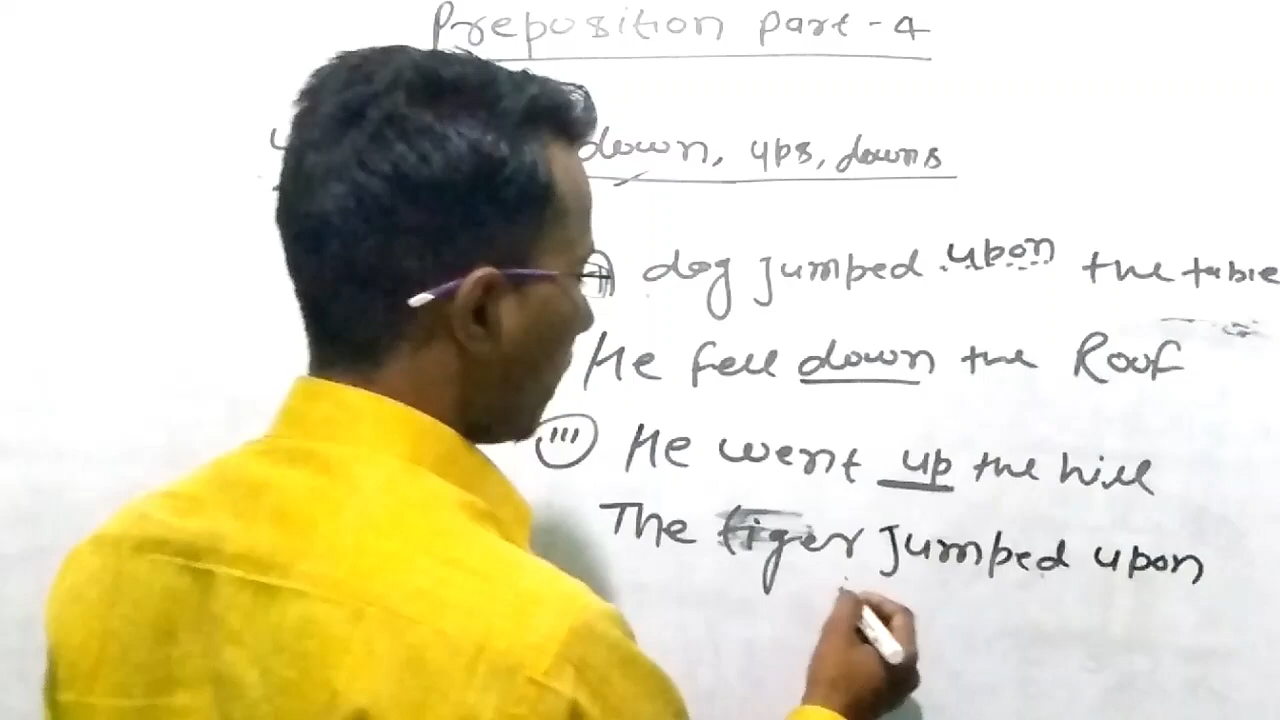 Preposition part-4
down, ups, downs
dog jumped upon the table
He fell down the Roof
(iii) He went up the hill
The tiger jumped upon